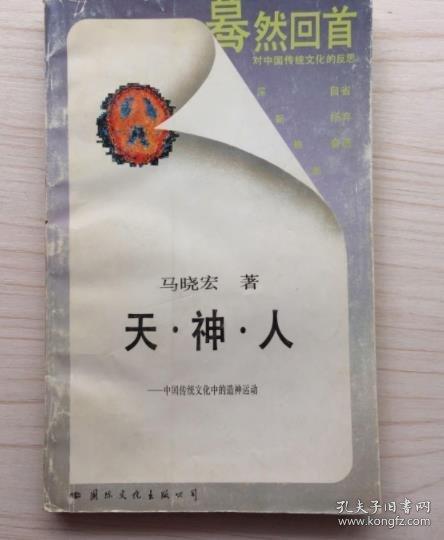 蓦然回首
对中国传统文化的反思
自省
马晓宏 著
天·神·人
——中国传统文化中的造神运动
国际文化出版公司
孔夫子旧书网
www.kongfz.com